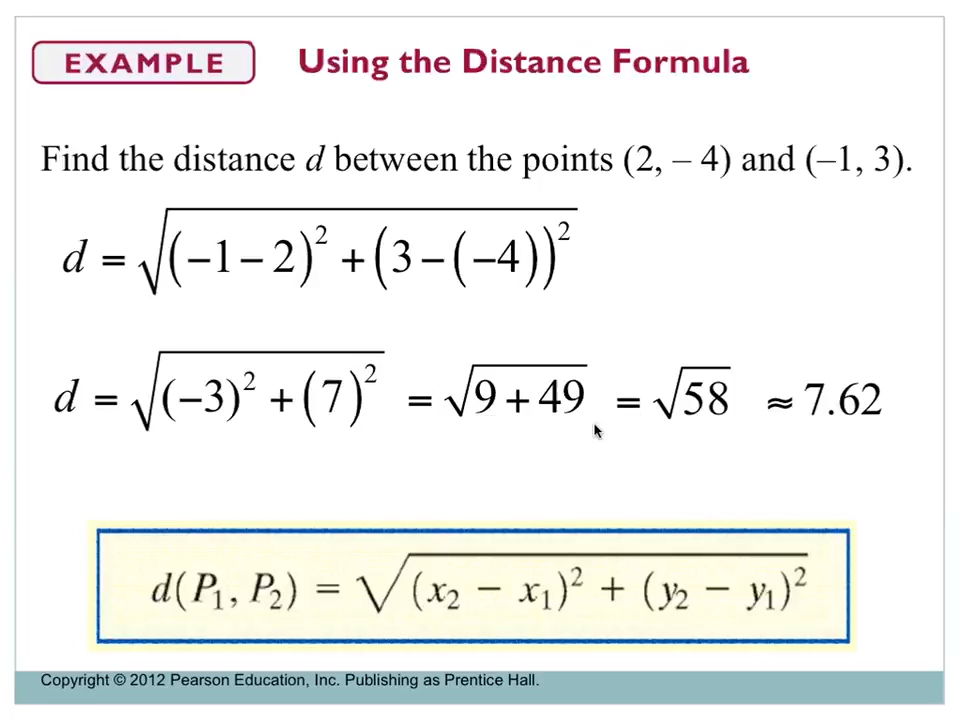 EXAMPLE Using the Distance Formula
Find the distance d between the points (2, – 4) and (–1, 3).
d = √((−1 − 2)² + (3 − (−4))²)
d = √((−3)² + (7)²) = √(9 + 49) = √58 ≈ 7.62
d(P₁, P₂) = √((x₂ − x₁)² + (y₂ − y₁)²)
Copyright © 2012 Pearson Education, Inc. Publishing as Prentice Hall.